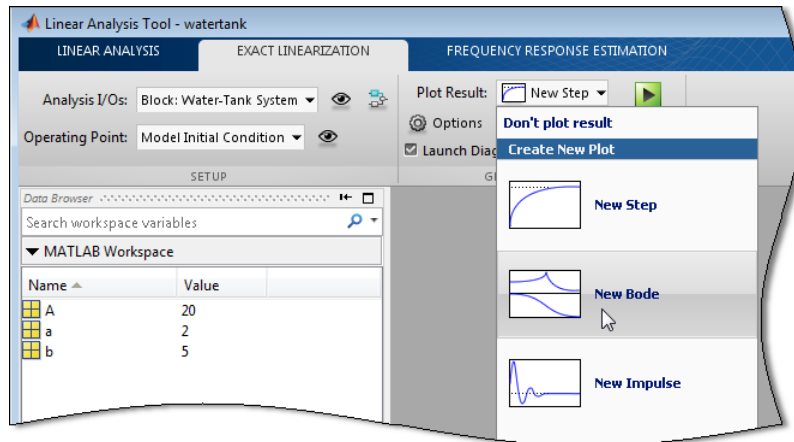 Linear Analysis Tool - watertank
LINEAR ANALYSIS
EXACT LINEARIZATION
FREQUENCY RESPONSE ESTIMATION
Analysis I/Os: Block: Water-Tank System
Operating Point: Model Initial Condition
SETUP
Plot Result: New Step
Options
Launch Diag
Don't plot result
Create New Plot
New Step
New Bode
New Impulse
Data Browser
Search workspace variables
MATLAB Workspace
Name Value
A 20
a 2
b 5